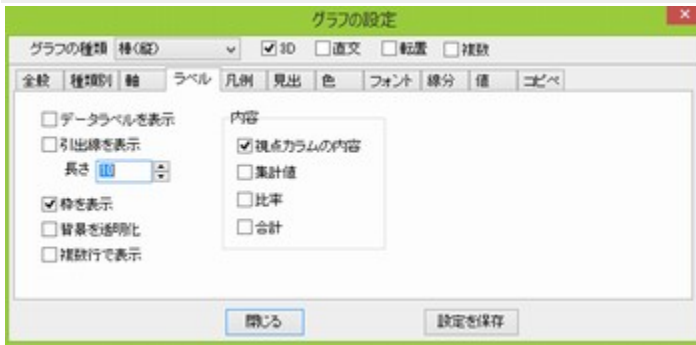 グラフの設定
グラフの種類 棒(縦) 3D 直交 転置 複数
全般 種類別 軸 ラベル 凡例 見出 色 フォント 線分 値 コピペ
データラベルを表示
引出線を表示
長さ 10
枠を表示
背景を透明化
複数行で表示
内容
視点カラムの内容
集計値
比率
合計
閉じる 設定を保存